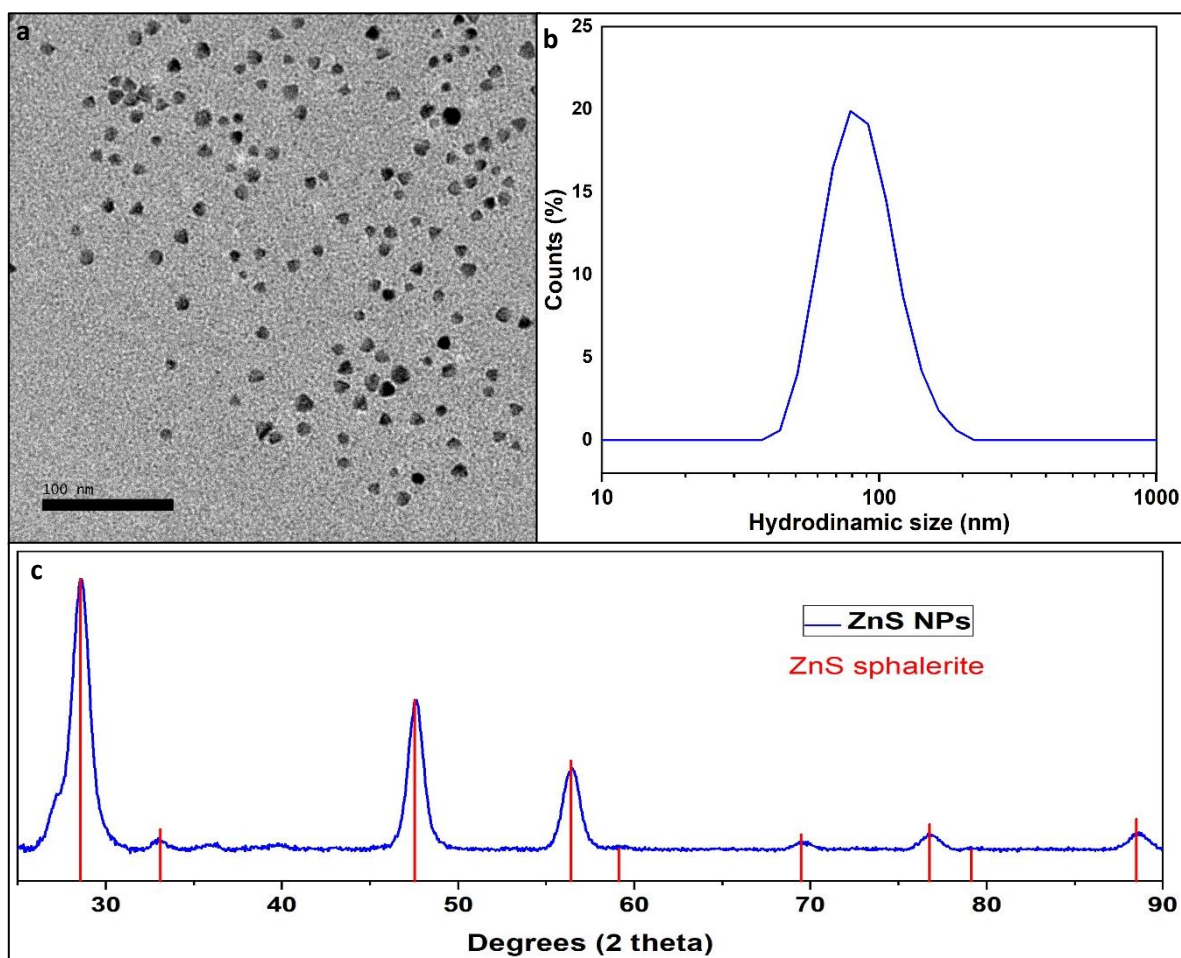 a
100 nm
b
25
20
15
10
5
0
Counts (%)
10
100
1000
Hydrodinamic size (nm)
c
ZnS NPs
ZnS sphalerite
30
40
50
60
70
80
90
Degrees (2 theta)